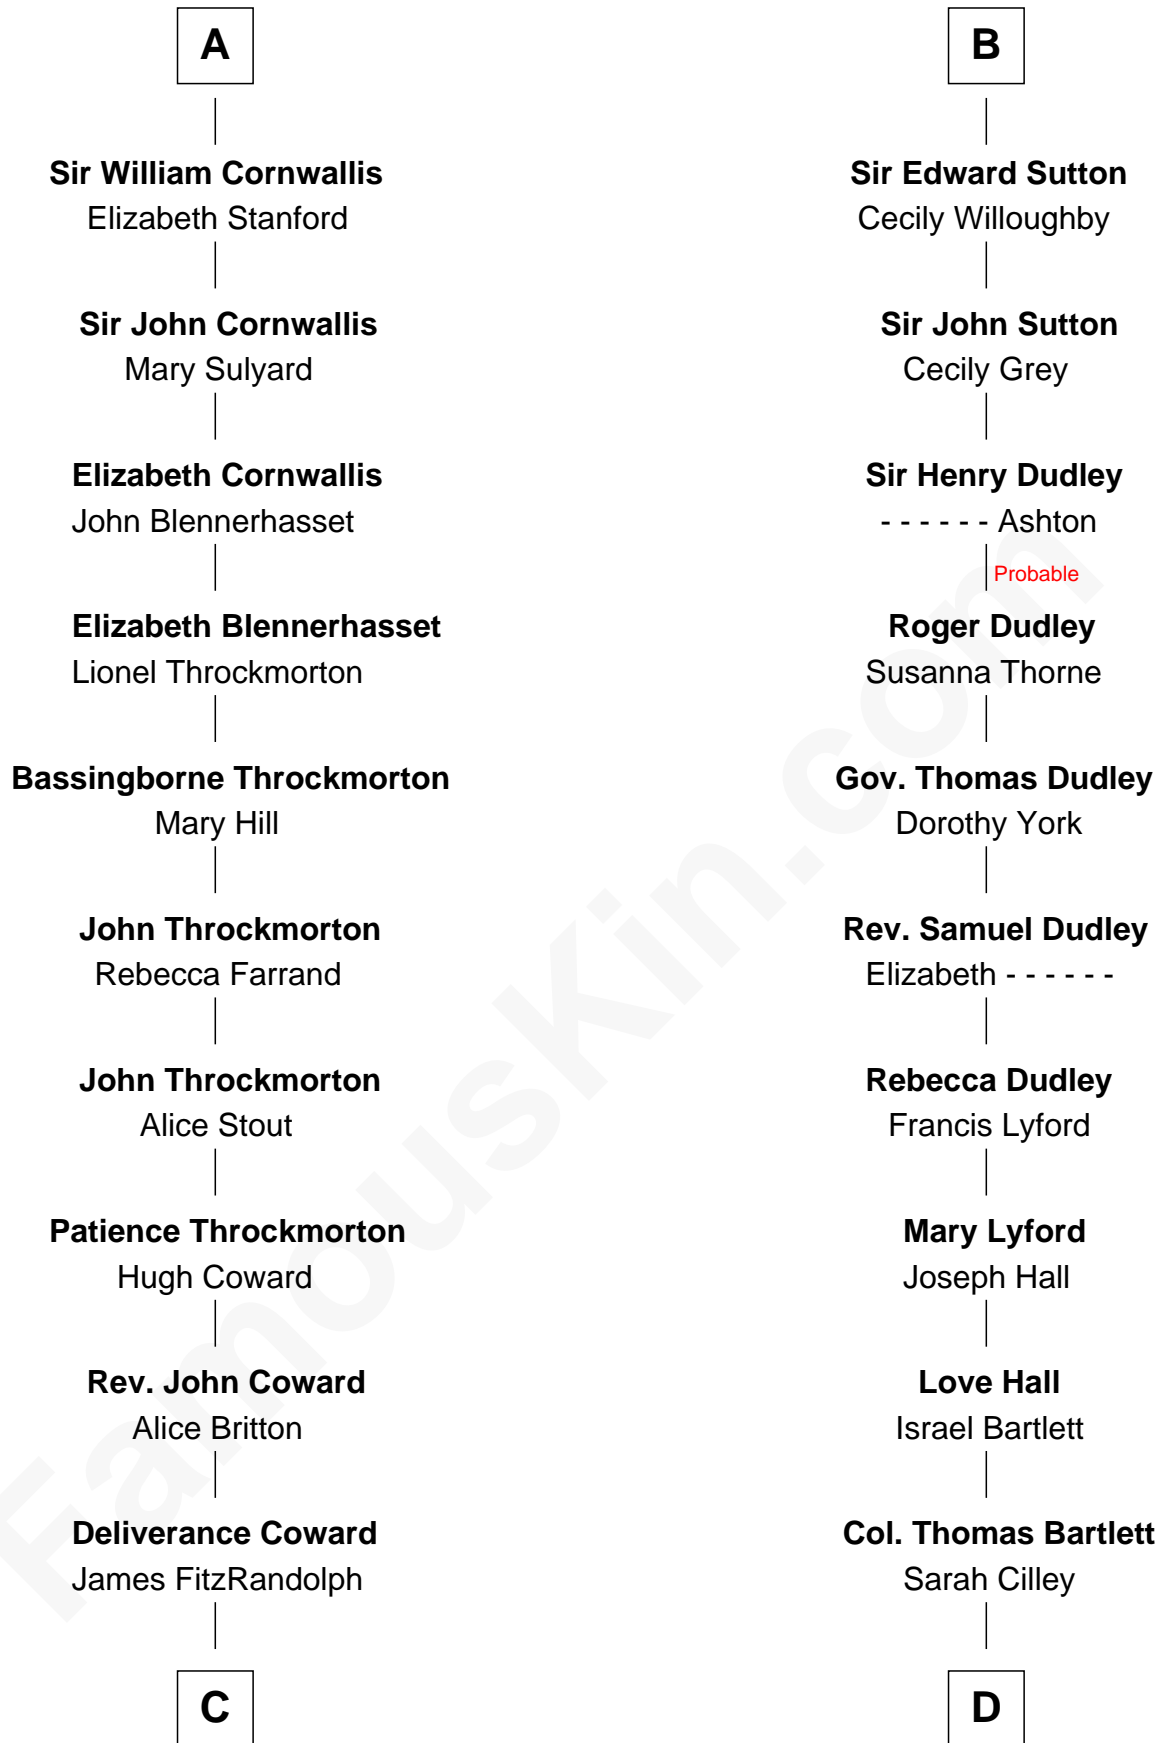 A
Sir William Cornwallis
Elizabeth Stanford
Sir John Cornwallis
Mary Sulyard
Elizabeth Cornwallis
John Blennerhasset
Elizabeth Blennerhasset
Lionel Throckmorton
Bassingborne Throckmorton
Mary Hill
John Throckmorton
Rebecca Farrand
John Throckmorton
Alice Stout
Patience Throckmorton
Hugh Coward
Rev. John Coward
Alice Britton
Deliverance Coward
James FitzRandolph
C
B
Sir Edward Sutton
Cecily Willoughby
Sir John Sutton
Cecily Grey
Sir Henry Dudley
- - - - - - Ashton
Probable
Roger Dudley
Susanna Thorne
Gov. Thomas Dudley
Dorothy York
Rev. Samuel Dudley
Elizabeth - - - - - -
Rebecca Dudley
Francis Lyford
Mary Lyford
Joseph Hall
Love Hall
Israel Bartlett
Col. Thomas Bartlett
Sarah Cilley
D
FamousKin.com